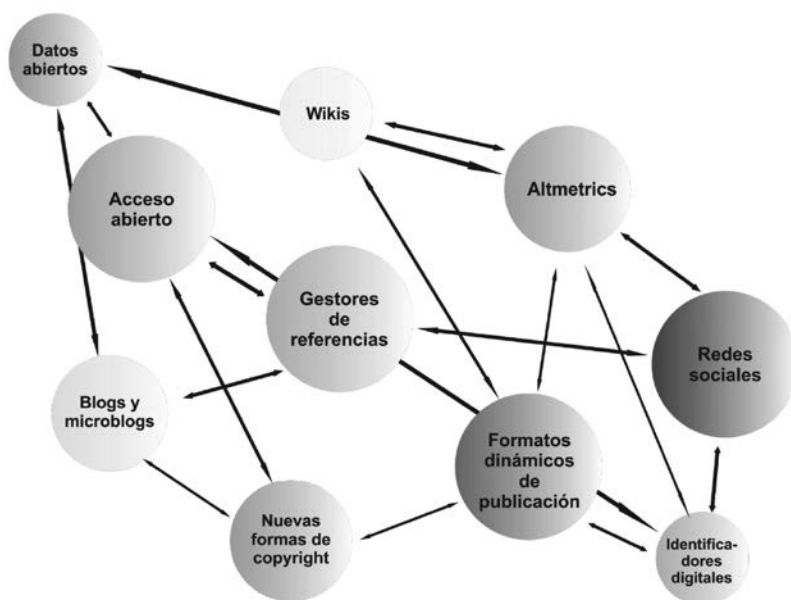 Datos
abiertos
Wikis
Altmetrics
Acceso
abierto
Gestores
de
referencias
Redes
sociales
Blogs y
microblogs
Formatos
dinámicos
de
publicación
Nuevas
formas de
copyright
Identifica-
dores
digitales